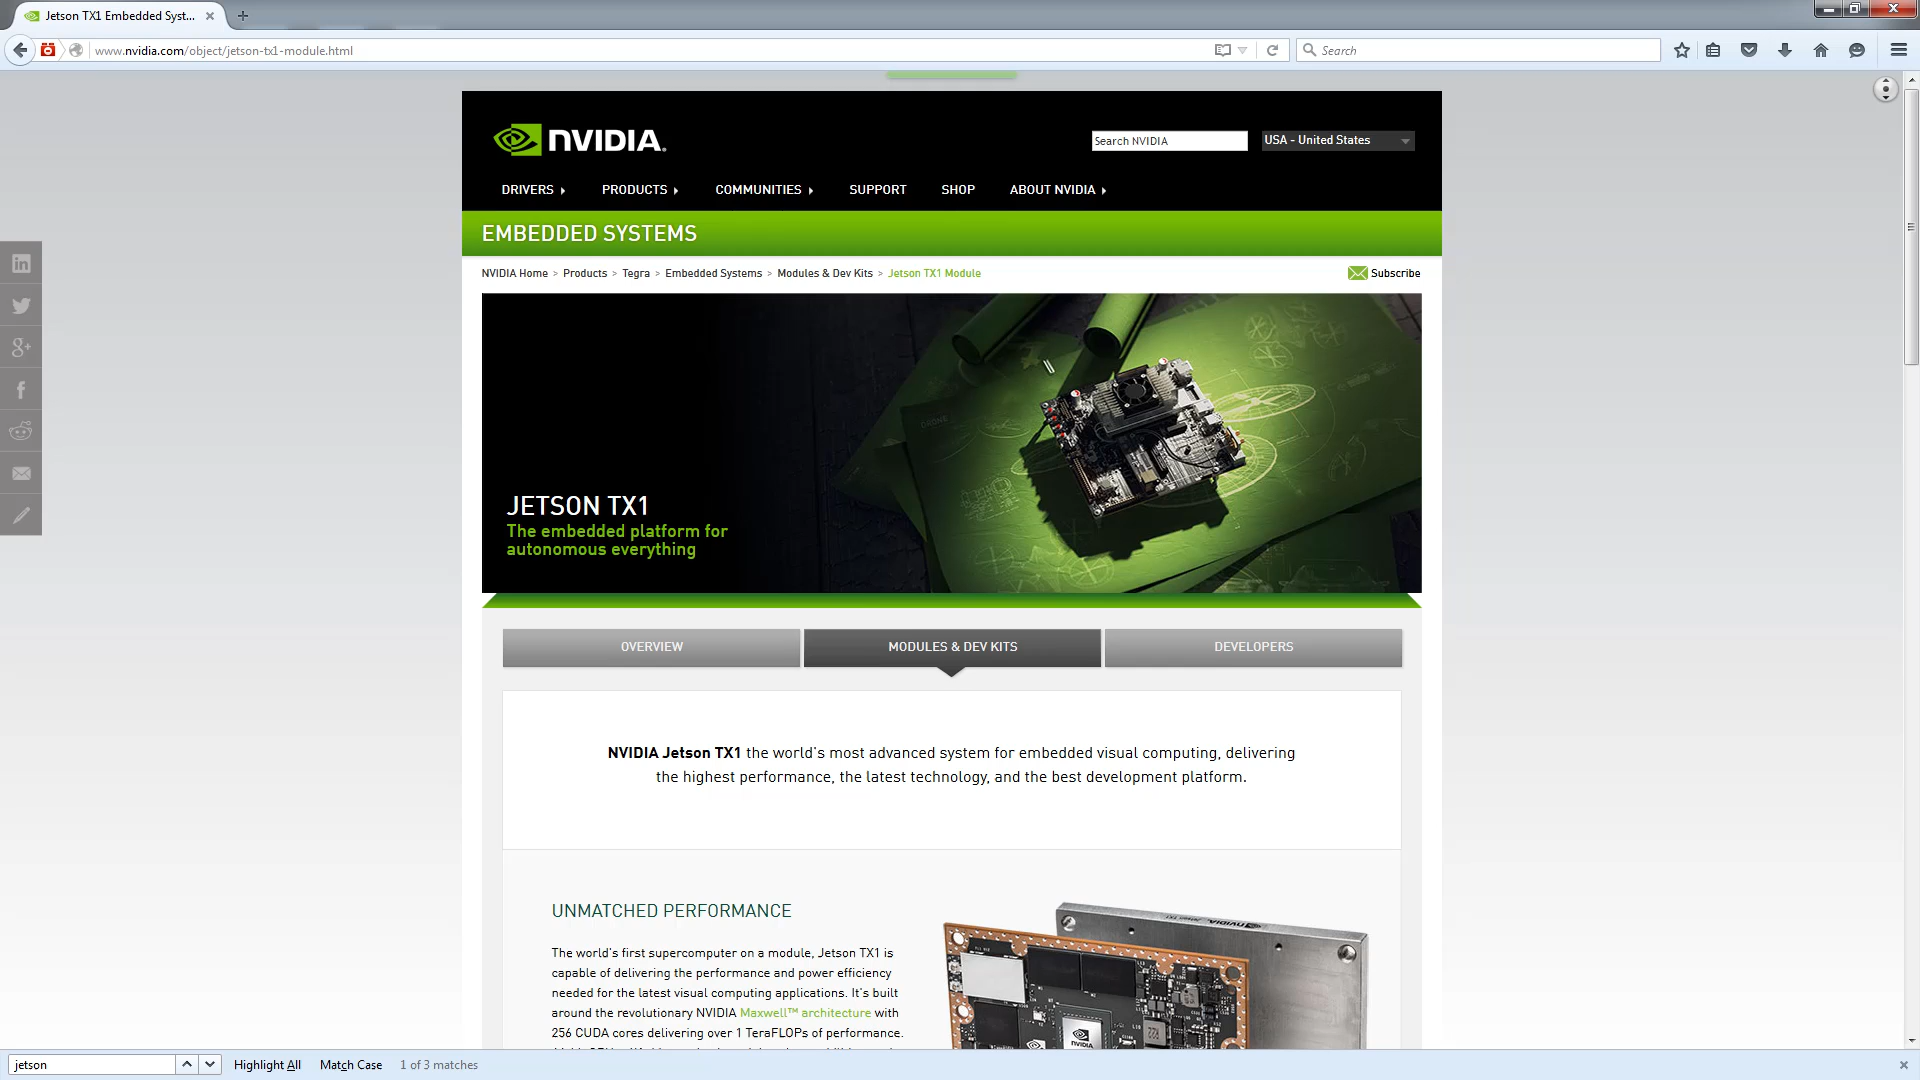 Jetson TX1 Embedded Syst...
www.nvidia.com/object/jetson-tx1-module.html
Search
NVIDIA.
Search NVIDIA
USA - United States
DRIVERS
PRODUCTS
COMMUNITIES
SUPPORT
SHOP
ABOUT NVIDIA
EMBEDDED SYSTEMS
NVIDIA Home > Products > Tegra > Embedded Systems > Modules & Dev Kits > Jetson TX1 Module
Subscribe
JETSON TX1
The embedded platform for
autonomous everything
OVERVIEW
MODULES & DEV KITS
DEVELOPERS
NVIDIA Jetson TX1 the world's most advanced system for embedded visual computing, delivering
the highest performance, the latest technology, and the best development platform.
UNMATCHED PERFORMANCE
The world's first supercomputer on a module, Jetson TX1 is
capable of delivering the performance and power efficiency
needed for the latest visual computing applications. It's built
around the revolutionary NVIDIA Maxwell™ architecture with
256 CUDA cores delivering over 1 TeraFLOPs of performance.
NVIDIA
Jetson TX1
NVIDIA
jetson
Highlight All
Match Case
1 of 3 matches